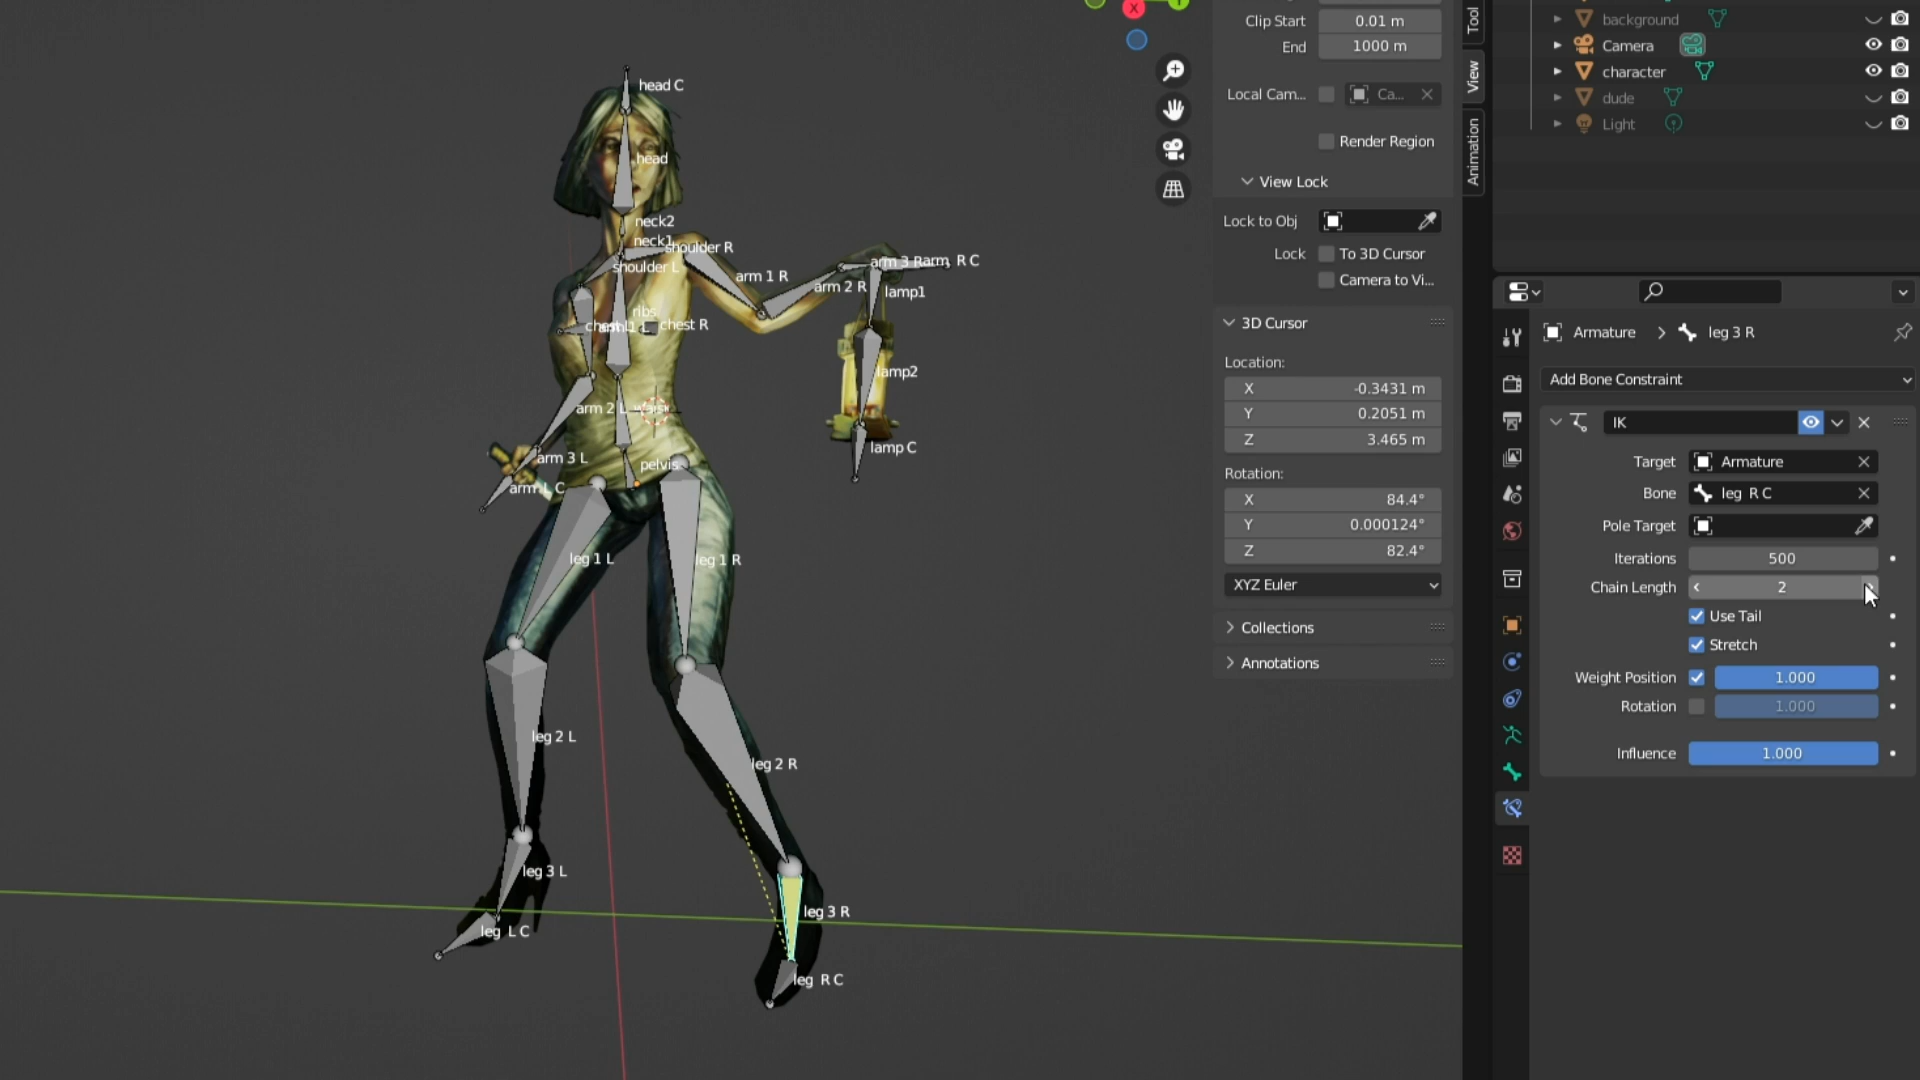 X
head C
head
neck2
neck1
shoulder R
shoulder L
arm 1 R
arm 2 R
arm 3 R
arm R C
lamp1
ribs
chest R
lamp2
arm 2 L
waist
lamp C
arm 3 L
pelvis
arm L C
leg 1 L
leg 1 R
leg 2 L
leg 2 R
leg 3 L
leg 3 R
leg L C
leg R C
Clip Start 0.01 m
End 1000 m
Local Cam... Ca...
Render Region
View Lock
Lock to Obj
Lock To 3D Cursor
Camera to Vi...
3D Cursor
Location:
X -0.3431 m
Y 0.2051 m
Z 3.465 m
Rotation:
X 84.4°
Y 0.000124°
Z 82.4°
XYZ Euler
Collections
Annotations
Tool
View
Animation
background
Camera
character
dude
Light
Armature leg 3 R
Add Bone Constraint
IK
Target Armature
Bone leg R C
Pole Target
Iterations 500
Chain Length 2
Use Tail
Stretch
Weight Position 1.000
Rotation 1.000
Influence 1.000